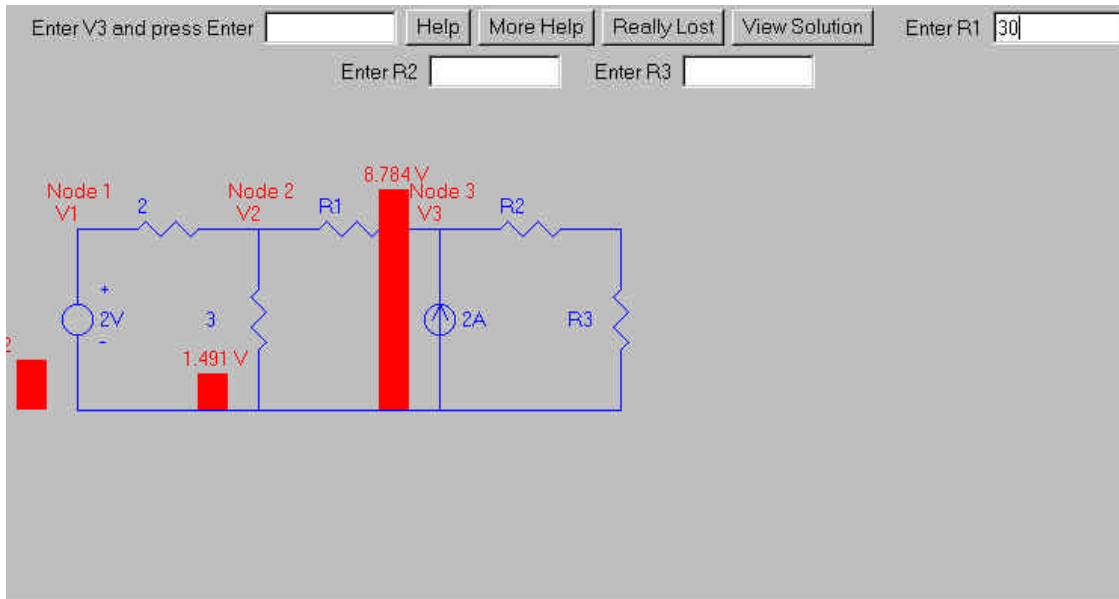 Enter V3 and press Enter Help More Help Really Lost View Solution Enter R1 30
Enter R2 Enter R3
8.784 V
Node 1 Node 2 Node 3
V1 2 V2 R1 V3 R2
+
2V 3 2A R3
-
2 1.491 V